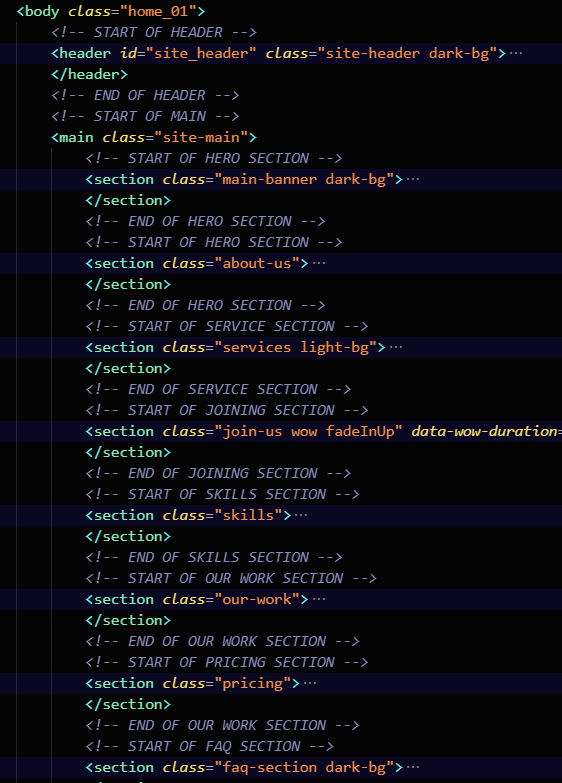 <body class="home_01">
<!-- START OF HEADER -->
<header id="site_header" class="site-header dark-bg">···
</header>
<!-- END OF HEADER -->
<!-- START OF MAIN -->
<main class="site-main">
<!-- START OF HERO SECTION -->
<section class="main-banner dark-bg">···
</section>
<!-- END OF HERO SECTION -->
<!-- START OF HERO SECTION -->
<section class="about-us">···
</section>
<!-- END OF HERO SECTION -->
<!-- START OF SERVICE SECTION -->
<section class="services light-bg">···
</section>
<!-- END OF SERVICE SECTION -->
<!-- START OF JOINING SECTION -->
<section class="join-us wow fadeInUp" data-wow-duration=
</section>
<!-- END OF JOINING SECTION -->
<!-- START OF SKILLS SECTION -->
<section class="skills">···
</section>
<!-- END OF SKILLS SECTION -->
<!-- START OF OUR WORK SECTION -->
<section class="our-work">···
</section>
<!-- END OF OUR WORK SECTION -->
<!-- START OF PRICING SECTION -->
<section class="pricing">···
</section>
<!-- END OF OUR WORK SECTION -->
<!-- START OF FAQ SECTION -->
<section class="faq-section dark-bg">···